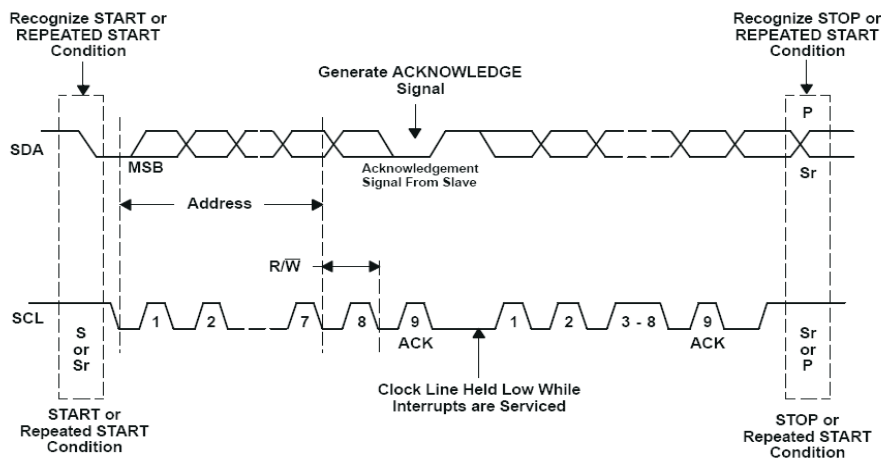 Recognize START or
REPEATED START
Condition
Recognize STOP or
REPEATED START
Condition
Generate ACKNOWLEDGE
Signal
P
SDA
MSB
Acknowledgement
Signal From Slave
Sr
Address
R/W̅
SCL
S
or
Sr
1
2
7
8
9
ACK
1
2
3 - 8
9
ACK
Sr
or
P
Clock Line Held Low While
Interrupts are Serviced
START or
Repeated START
Condition
STOP or
Repeated START
Condition